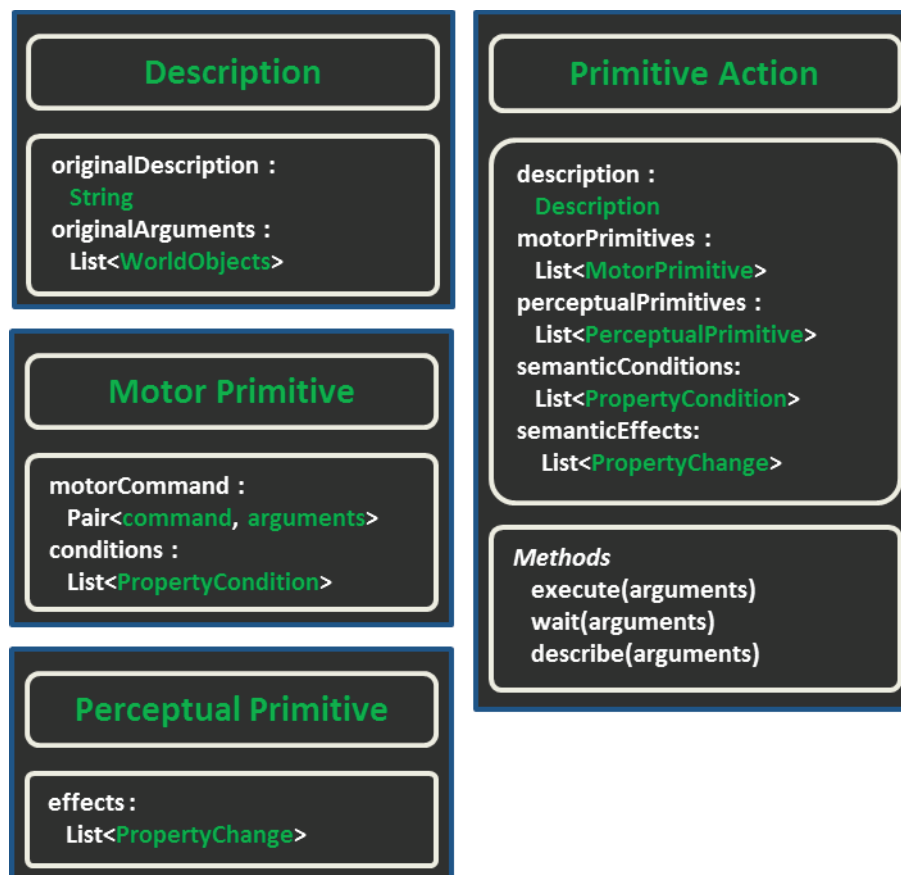 Description
originalDescription :
String
originalArguments :
List<WorldObjects>
Motor Primitive
motorCommand :
Pair<command, arguments>
conditions :
List<PropertyCondition>
Perceptual Primitive
effects:
List<PropertyChange>
Primitive Action
description :
Description
motorPrimitives :
List<MotorPrimitive>
perceptualPrimitives :
List<PerceptualPrimitive>
semanticConditions:
List<PropertyCondition>
semanticEffects:
List<PropertyChange>
Methods
execute(arguments)
wait(arguments)
describe(arguments)